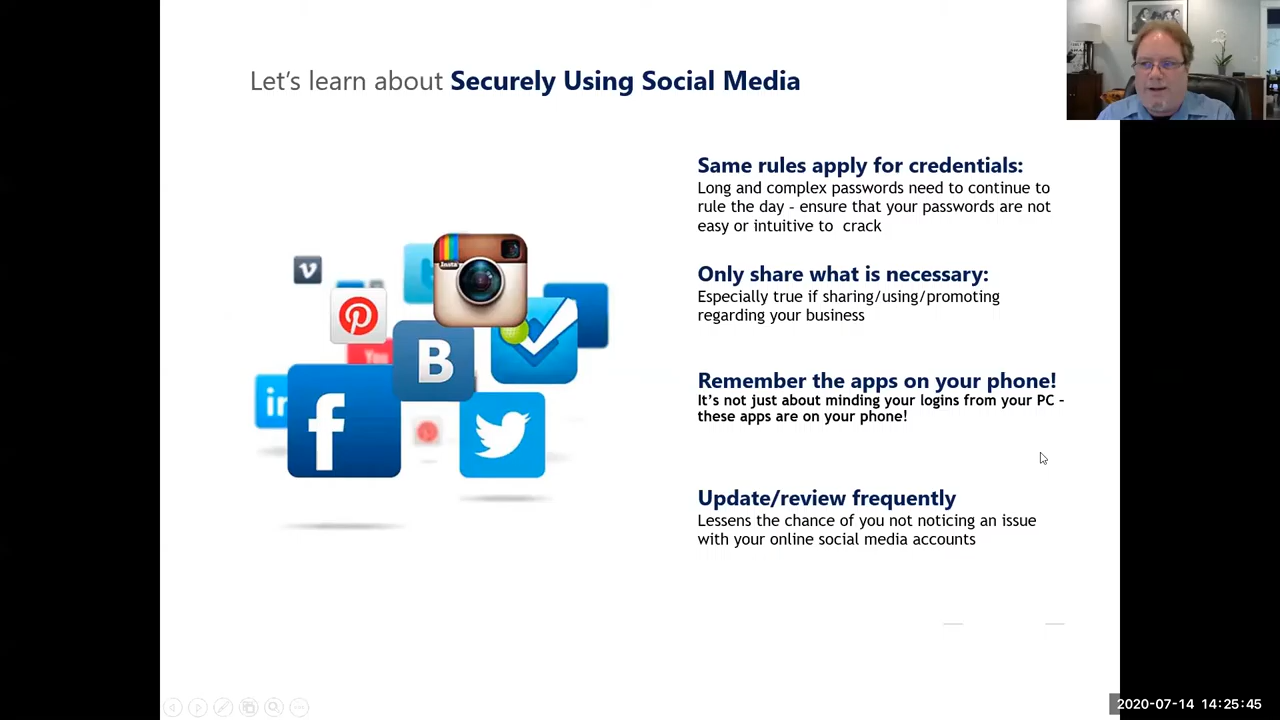 Let's learn about Securely Using Social Media
Same rules apply for credentials:
Long and complex passwords need to continue to
rule the day - ensure that your passwords are not
easy or intuitive to  crack
Only share what is necessary:
Especially true if sharing/using/promoting
regarding your business
Remember the apps on your phone!
It's not just about minding your logins from your PC -
these apps are on your phone!
Update/review frequently
Lessens the chance of you not noticing an issue
with your online social media accounts
Insta
You
in
B
f
2020-07-14 14:25:45